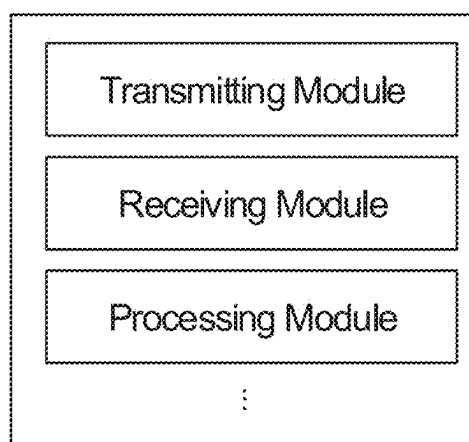 Transmitting Module
Receiving Module
Processing Module
⋮